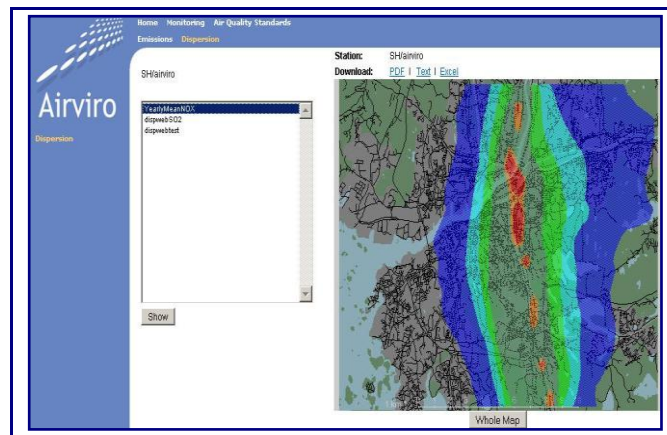 Home Monitoring Air Quality Standards
Emissions Dispersion
Airviro
Dispersion
SH/airviro
YearlyMeanNOX
dispwebSO2
dispwebtest
Show
Station: SH/airviro
Download: PDF | Text | Excel
Whole Map